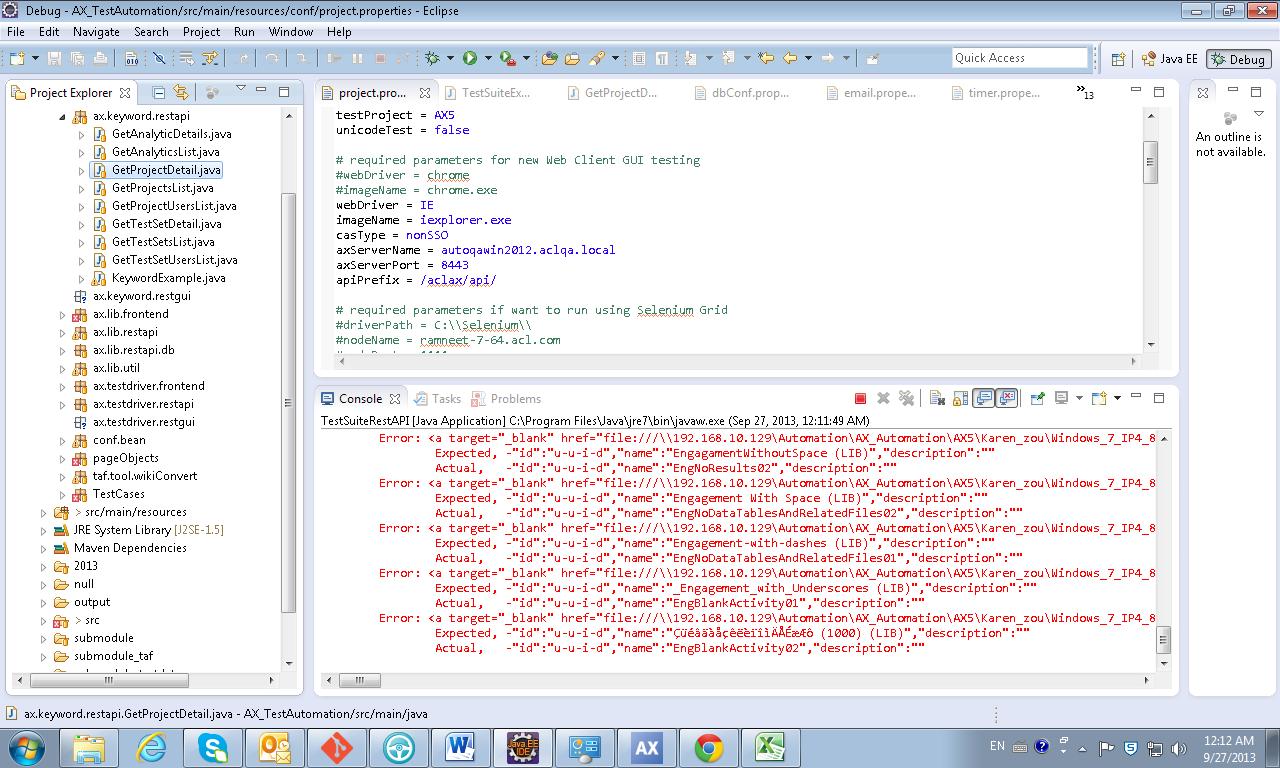 Debug - AX_TestAutomation/src/main/resources/conf/project.properties - Eclipse
File Edit Navigate Search Project Run Window Help
Quick Access
Java EE
Debug
Project Explorer
ax.keyword.restapi
GetAnalyticDetails.java
GetAnalyticsList.java
GetProjectDetail.java
GetProjectsList.java
GetProjectUsersList.java
GetTestSetDetail.java
GetTestSetsList.java
GetTestSetUsersList.java
KeywordExample.java
ax.keyword.restgui
ax.lib.frontend
ax.lib.restapi
ax.lib.restapi.db
ax.lib.util
ax.testdriver.frontend
ax.testdriver.restapi
ax.testdriver.restgui
conf.bean
pageObjects
taf.tool.wikiConvert
TestCases
> src/main/resources
JRE System Library [J2SE-1.5]
Maven Dependencies
2013
null
output
> src
submodule
submodule_taf
project.pro...
TestSuiteEx...
GetProjectD...
dbConf.prop...
email.prope...
timer.prope...
»13
testProject = AX5
unicodeTest = false
# required parameters for new Web Client GUI testing
#webDriver = chrome
#imageName = chrome.exe
webDriver = IE
imageName = iexplorer.exe
casType = nonSSO
axServerName = autoqawin2012.aclqa.local
axServerPort = 8443
apiPrefix = /aclax/api/
# required parameters if want to run using Selenium Grid
#driverPath = C:\\Selenium\\
#nodeName = ramneet-7-64.acl.com
An outline is
not available.
Console
Tasks
Problems
TestSuiteRestAPI [Java Application] C:\Program Files\Java\jre7\bin\javaw.exe (Sep 27, 2013, 12:11:49 AM)
Error: <a target="_blank" href="file:///\\192.168.10.129\Automation\AX_Automation\AX5\Karen_zou\Windows_7_IP4_8
Expected, -"id":"u-u-i-d","name":"EngagamentWithoutSpace (LIB)","description":""
Actual, -"id":"u-u-i-d","name":"EngNoResults02","description":""
Error: <a target="_blank" href="file:///\\192.168.10.129\Automation\AX_Automation\AX5\Karen_zou\Windows_7_IP4_8
Expected, -"id":"u-u-i-d","name":"Engagement With Space (LIB)","description":""
Actual, -"id":"u-u-i-d","name":"EngNoDataTablesAndRelatedFiles02","description":""
Error: <a target="_blank" href="file:///\\192.168.10.129\Automation\AX_Automation\AX5\Karen_zou\Windows_7_IP4_8
Expected, -"id":"u-u-i-d","name":"Engagement-with-dashes (LIB)","description":""
Actual, -"id":"u-u-i-d","name":"EngNoDataTablesAndRelatedFiles01","description":""
Error: <a target="_blank" href="file:///\\192.168.10.129\Automation\AX_Automation\AX5\Karen_zou\Windows_7_IP4_8
Expected, -"id":"u-u-i-d","name":"_Engagement_with_Underscores (LIB)","description":""
Actual, -"id":"u-u-i-d","name":"EngBlankActivity01","description":""
Error: <a target="_blank" href="file:///\\192.168.10.129\Automation\AX_Automation\AX5\Karen_zou\Windows_7_IP4_8
Expected, -"id":"u-u-i-d","name":"ÇüéâäàåçêëèïîìÄÅÉæÆô (1000) (LIB)","description":""
Actual, -"id":"u-u-i-d","name":"EngBlankActivity02","description":""
ax.keyword.restapi.GetProjectDetail.java - AX_TestAutomation/src/main/java
Java EE
IDE
AX
EN
12:12 AM
9/27/2013